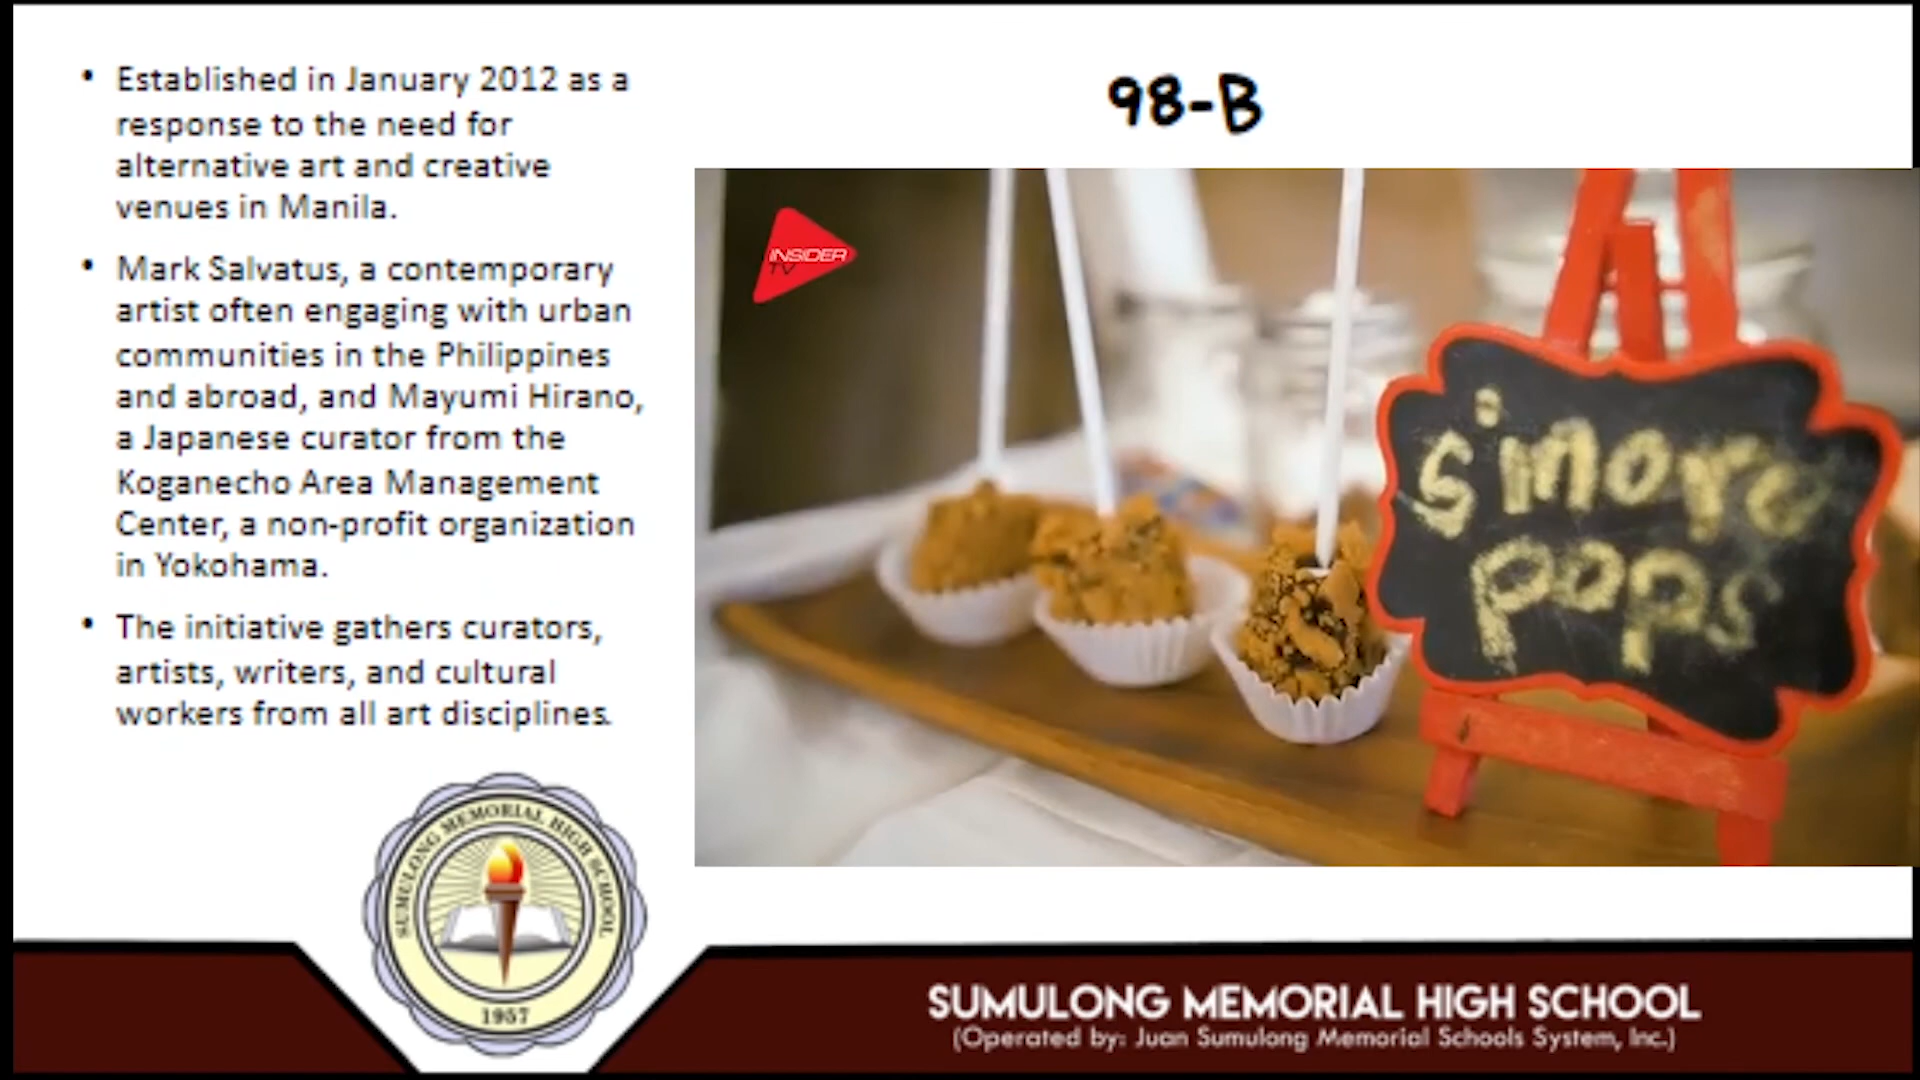 • Established in January 2012 as a
response to the need for
alternative art and creative
venues in Manila.
• Mark Salvatus, a contemporary
artist often engaging with urban
communities in the Philippines
and abroad, and Mayumi Hirano,
a Japanese curator from the
Koganecho Area Management
Center, a non-profit organization
in Yokohama.
• The initiative gathers curators,
artists, writers, and cultural
workers from all art disciplines.
98-B
INSIDER
TV
s'more
pops
SUMULONG MEMORIAL HIGH SCHOOL
1957
SUMULONG MEMORIAL HIGH SCHOOL
(Operated by: Juan Sumulong Memorial Schools System, Inc.)